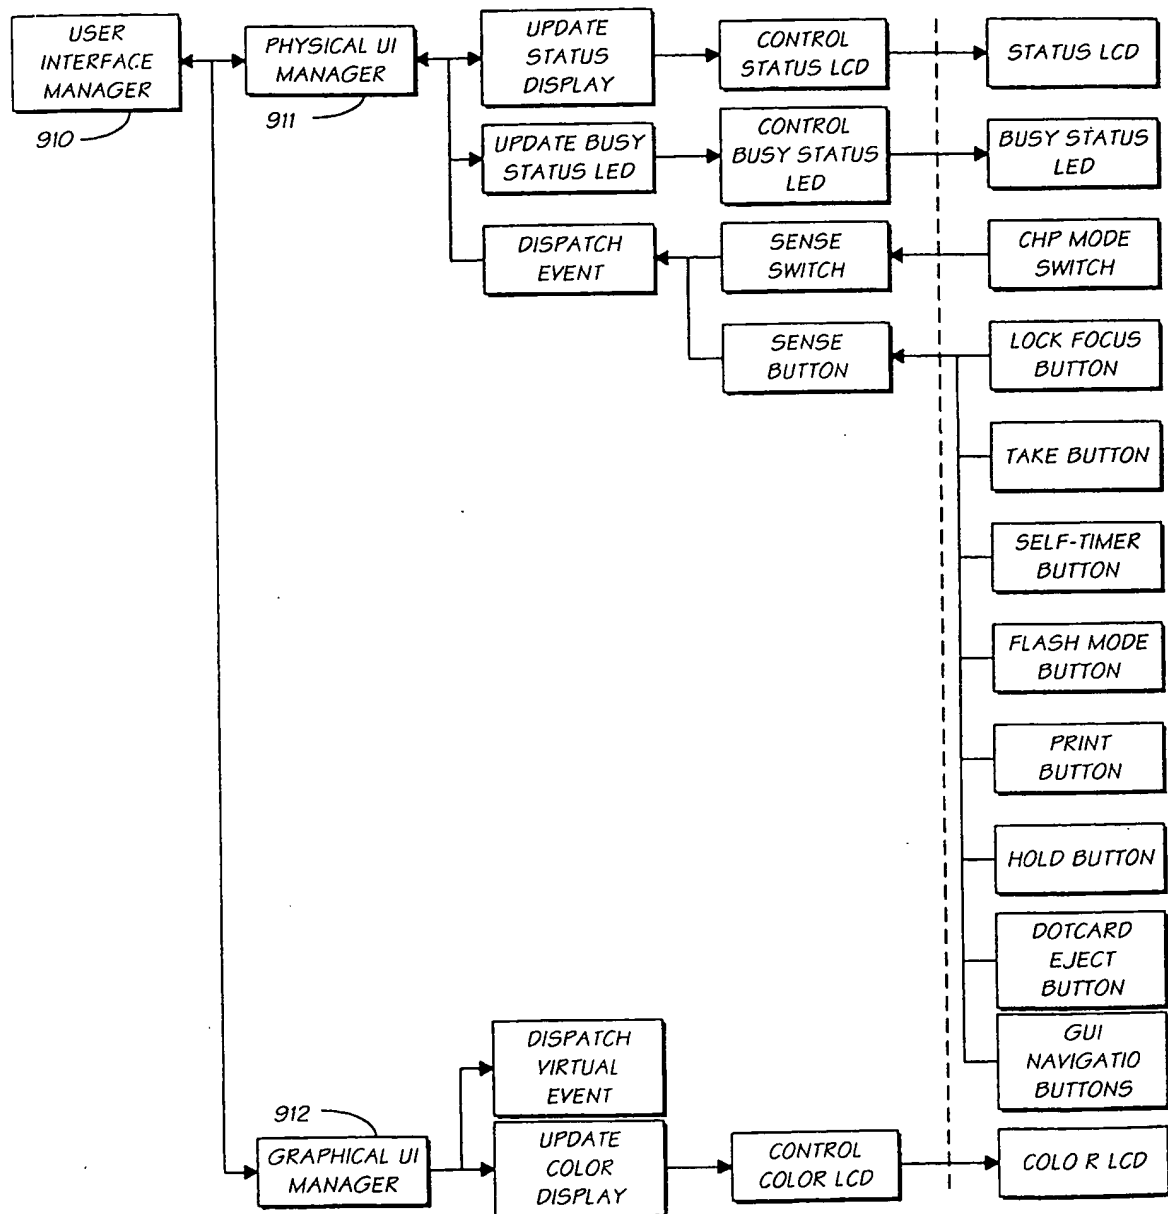 USER
INTERFACE
MANAGER
910
PHYSICAL UI
MANAGER
911
UPDATE
STATUS
DISPLAY
CONTROL
STATUS LCD
STATUS LCD
UPDATE BUSY
STATUS LED
CONTROL
BUSY STATUS
LED
BUSY STATUS
LED
DISPATCH
EVENT
SENSE
SWITCH
CHP MODE
SWITCH
SENSE
BUTTON
LOCK FOCUS
BUTTON
TAKE BUTTON
SELF-TIMER
BUTTON
FLASH MODE
BUTTON
PRINT
BUTTON
HOLD BUTTON
DOTCARD
EJECT
BUTTON
GUI
NAVIGATIO
BUTTONS
DISPATCH
VIRTUAL
EVENT
912
GRAPHICAL UI
MANAGER
UPDATE
COLOR
DISPLAY
CONTROL
COLOR LCD
COLO R LCD